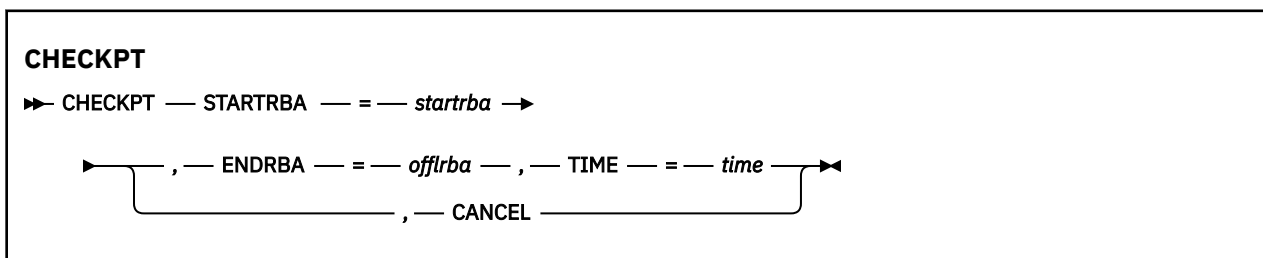 CHECKPT
CHECKPT STARTRBA = startrba
, ENDRBA = offlrba , TIME = time
, CANCEL